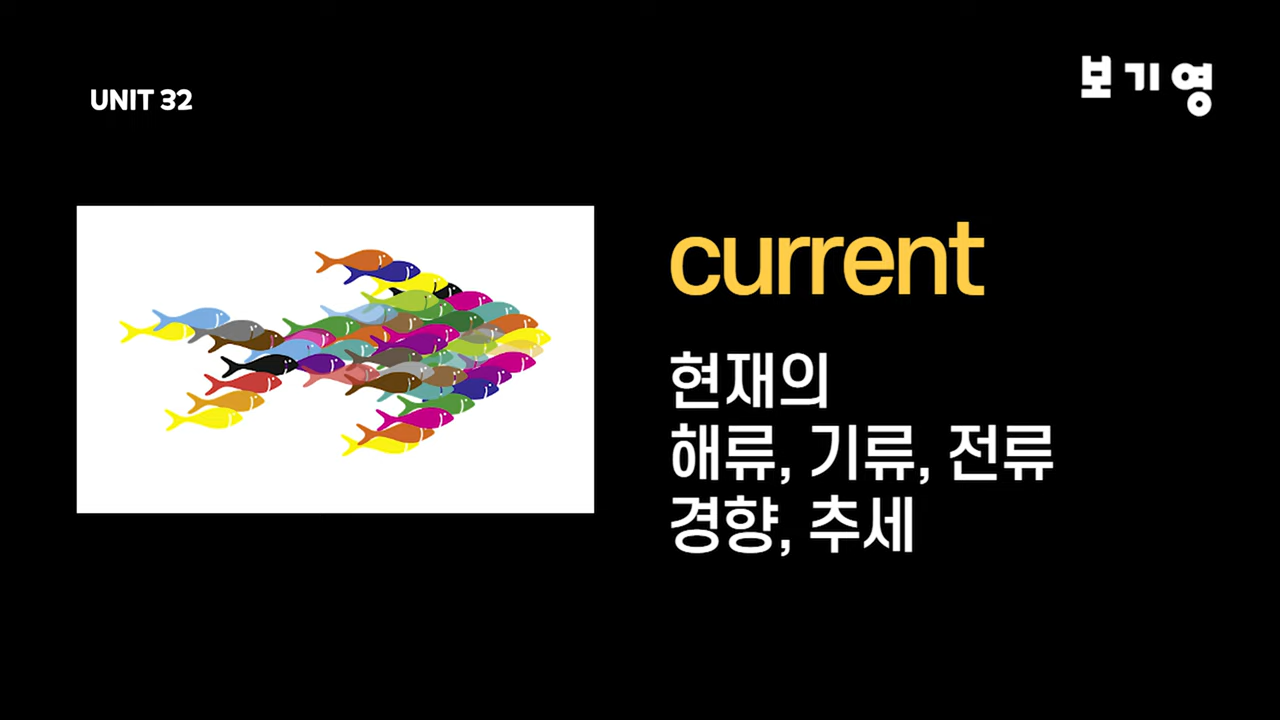 UNIT 32
보기영
current
현재의
해류, 기류, 전류
경향, 추세